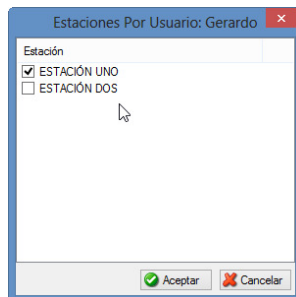 Estaciones Por Usuario: Gerardo
Estación
ESTACIÓN UNO
ESTACIÓN DOS
Aceptar Cancelar